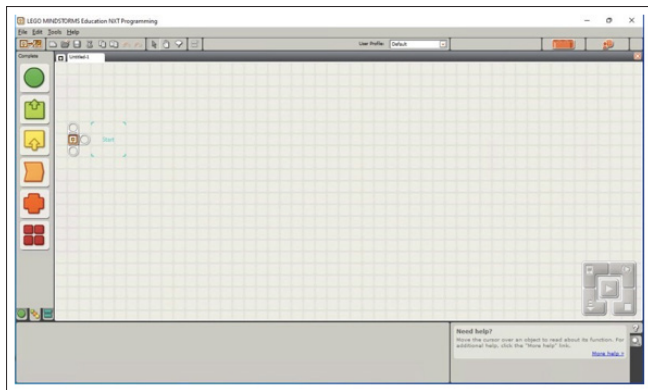 LEGO MINDSTORMS Education NXT Programming
File Edit Tools Help
User Profile: Default
Complete
Untitled-1
Start
Need help?
Move the cursor over an object to read about its function. For
additional help, click the "More help" link.
More help »